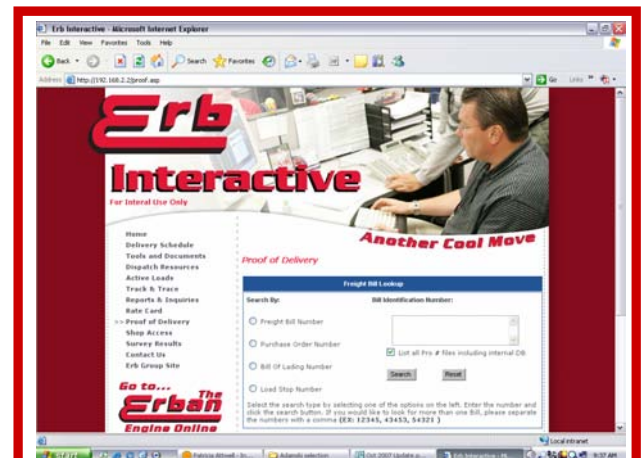 Erb Interactive - Microsoft Internet Explorer
File Edit View Favorites Tools Help
Back Search Favorites
Address http://192.168.2.2/proof.asp Go Links
Erb
Interactive
For Interal Use Only
Another Cool Move
Home
Delivery Schedule
Tools and Documents
Dispatch Resources
Active Loads
Track & Trace
Reports & Inquiries
Rate Card
>> Proof of Delivery
Shop Access
Survey Results
Contact Us
Erb Group Site
Go to...
The
Erban
Engine Online
Proof of Delivery
Freight Bill Lookup
Search By: Bill Identification Number:
Freight Bill Number
Purchase Order Number
List all Pro # files including internal DB
Bill Of Lading Number
Search Reset
Load Stop Number
Select the search type by selecting one of the options on the left. Enter the number and
click the search button. If you would like to look for more than one Bill, please separate
the numbers with a comma (EX: 12345, 43453, 54321 )
Local intranet
start Oct 2007 Update 9:37 AM